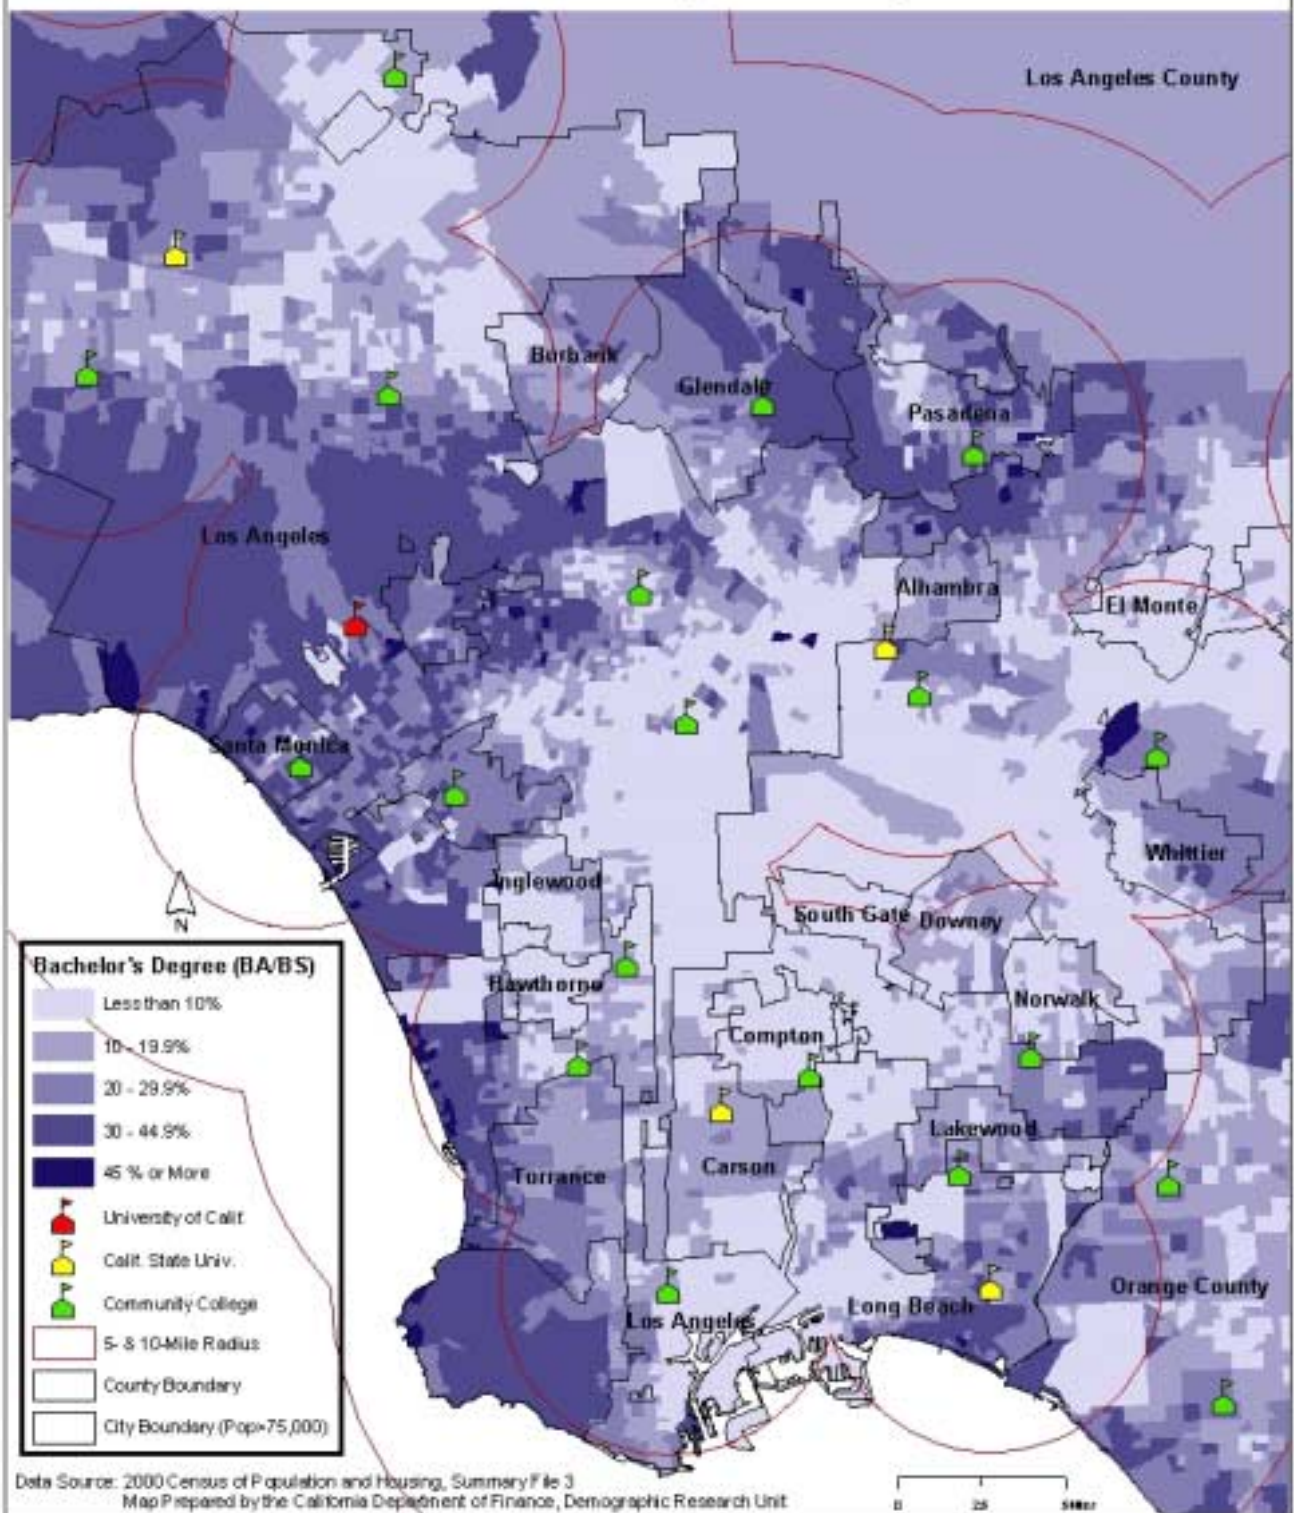 Los Angeles County
Burbank
Glendale
Pasadena
Los Angeles
Alhambra
El Monte
Santa Monica
Whittier
Inglewood
South Gate
Downey
N
Hawthorne
Norwalk
Compton
Lakewood
Torrance
Carson
Orange County
Long Beach
Los Angeles
Bachelor's Degree (BA/BS)
Less than 10%
10 - 19.9%
20 - 29.9%
30 - 44.9%
45 % or More
University of Calif.
Calif. State Univ.
Community College
5- & 10-Mile Radius
County Boundary
City Boundary (Pop>75,000)
Data Source: 2000 Census of Population and Housing, Summary File 3
Map Prepared by the California Department of Finance, Demographic Research Unit
0